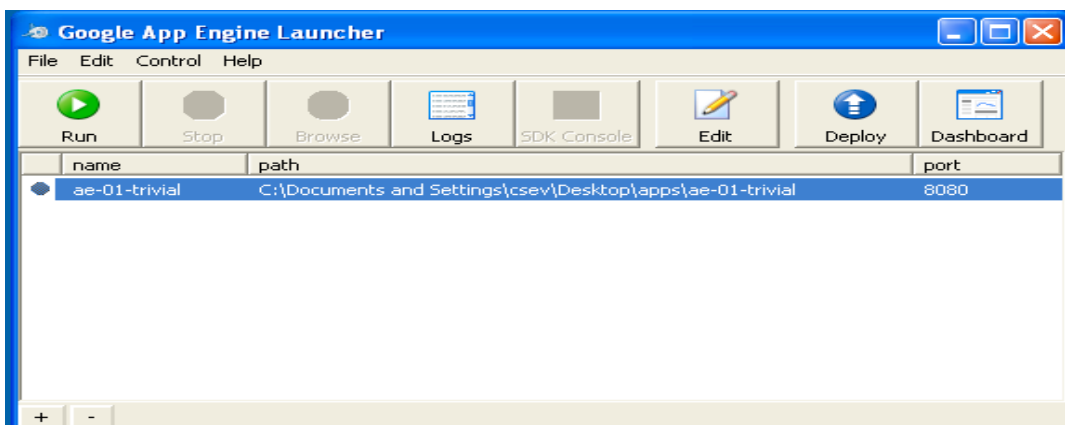 Google App Engine Launcher
File Edit Control Help
Run Stop Browse Logs SDK Console Edit Deploy Dashboard
name path port
ae-01-trivial C:\Documents and Settings\csev\Desktop\apps\ae-01-trivial 8080
+ -